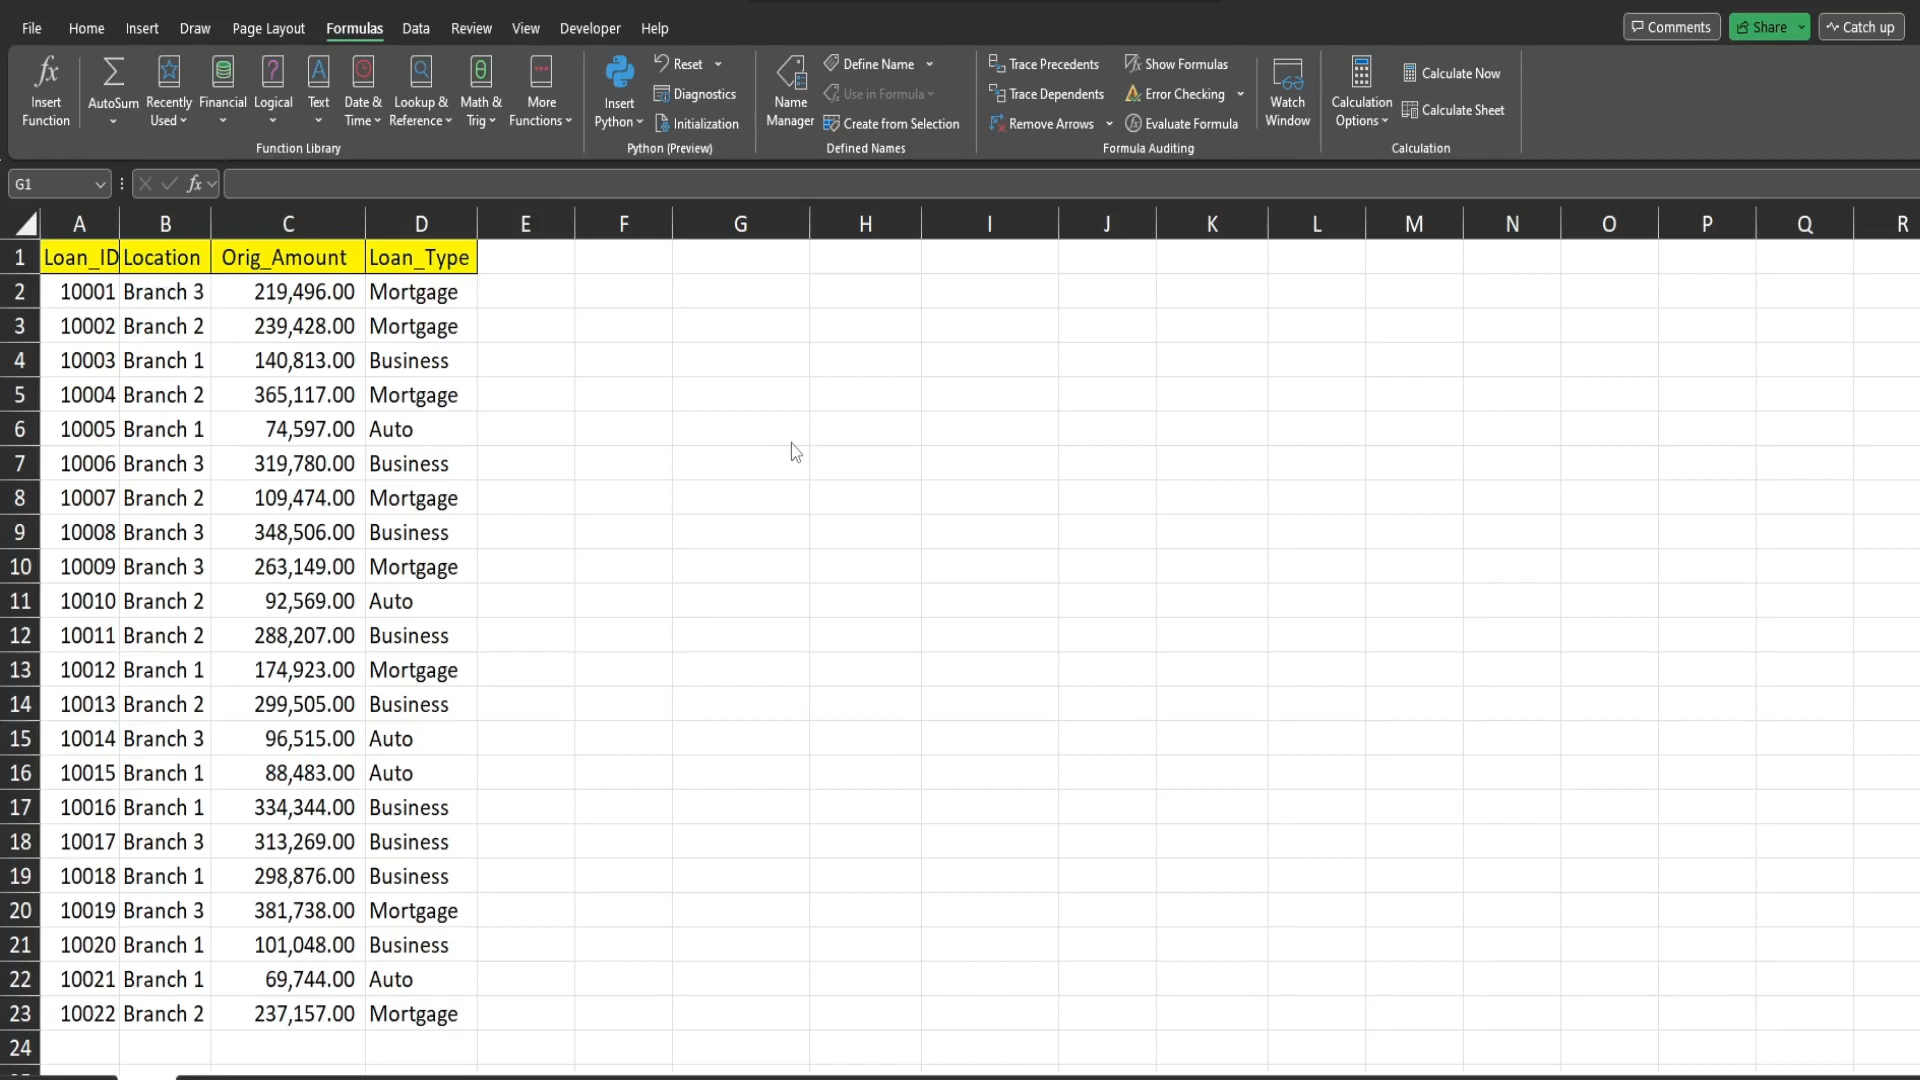 File Home Insert Draw Page Layout Formulas Data Review View Developer Help Comments Share Catch up
Insert Function
AutoSum
Recently Used
Financial
Logical
Text
Date & Time
Lookup & Reference
Math & Trig
More Functions
Function Library
Insert Python
Reset
Diagnostics
Initialization
Python (Preview)
Name Manager
Define Name
Use in Formula
Create from Selection
Defined Names
Trace Precedents
Trace Dependents
Remove Arrows
Show Formulas
Error Checking
Evaluate Formula
Formula Auditing
Watch Window
Calculation Options
Calculate Now
Calculate Sheet
Calculation
G1 fx
A B C D E F G H I J K L M N O P Q R
1 Loan_ID Location Orig_Amount Loan_Type
2 10001 Branch 3 219,496.00 Mortgage
3 10002 Branch 2 239,428.00 Mortgage
4 10003 Branch 1 140,813.00 Business
5 10004 Branch 2 365,117.00 Mortgage
6 10005 Branch 1 74,597.00 Auto
7 10006 Branch 3 319,780.00 Business
8 10007 Branch 2 109,474.00 Mortgage
9 10008 Branch 3 348,506.00 Business
10 10009 Branch 3 263,149.00 Mortgage
11 10010 Branch 2 92,569.00 Auto
12 10011 Branch 2 288,207.00 Business
13 10012 Branch 1 174,923.00 Mortgage
14 10013 Branch 2 299,505.00 Business
15 10014 Branch 3 96,515.00 Auto
16 10015 Branch 1 88,483.00 Auto
17 10016 Branch 1 334,344.00 Business
18 10017 Branch 3 313,269.00 Business
19 10018 Branch 1 298,876.00 Business
20 10019 Branch 3 381,738.00 Mortgage
21 10020 Branch 1 101,048.00 Business
22 10021 Branch 1 69,744.00 Auto
23 10022 Branch 2 237,157.00 Mortgage
24